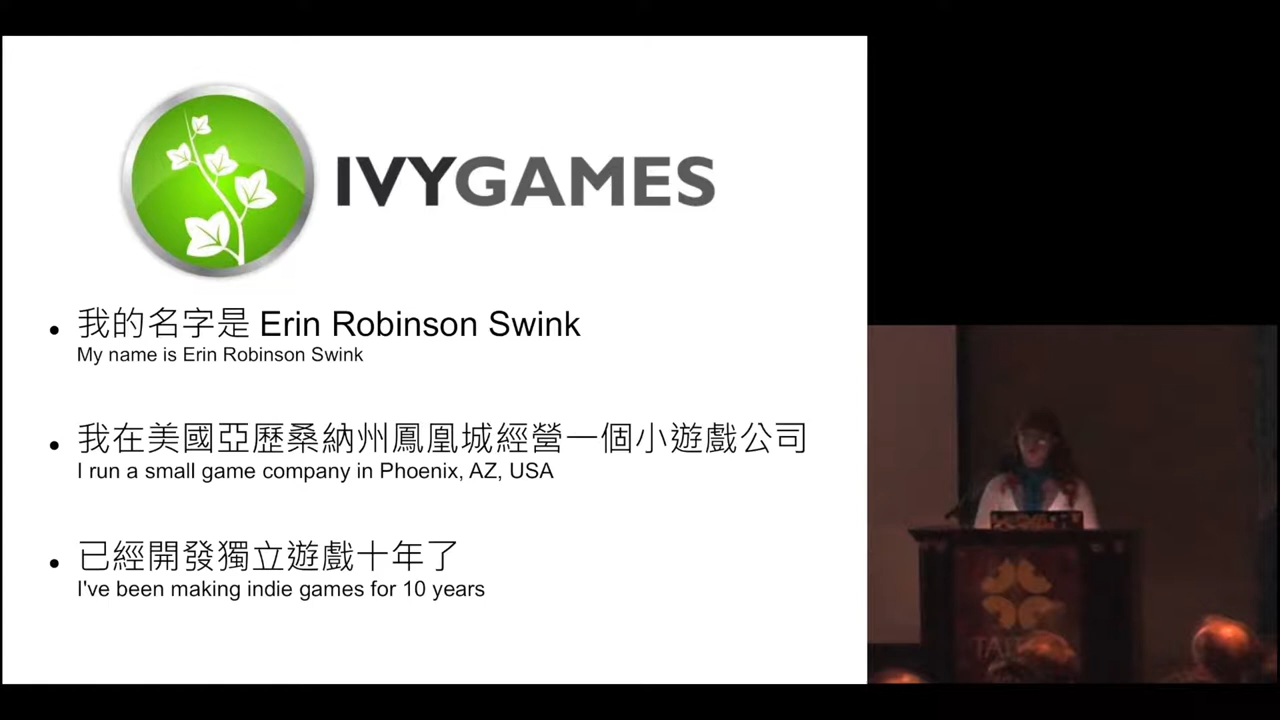 IVYGAMES
我的名字是 Erin Robinson Swink
My name is Erin Robinson Swink
我在美國亞歷桑納州鳳凰城經營一個小遊戲公司
I run a small game company in Phoenix, AZ, USA
已經開發獨立遊戲十年了
I've been making indie games for 10 years